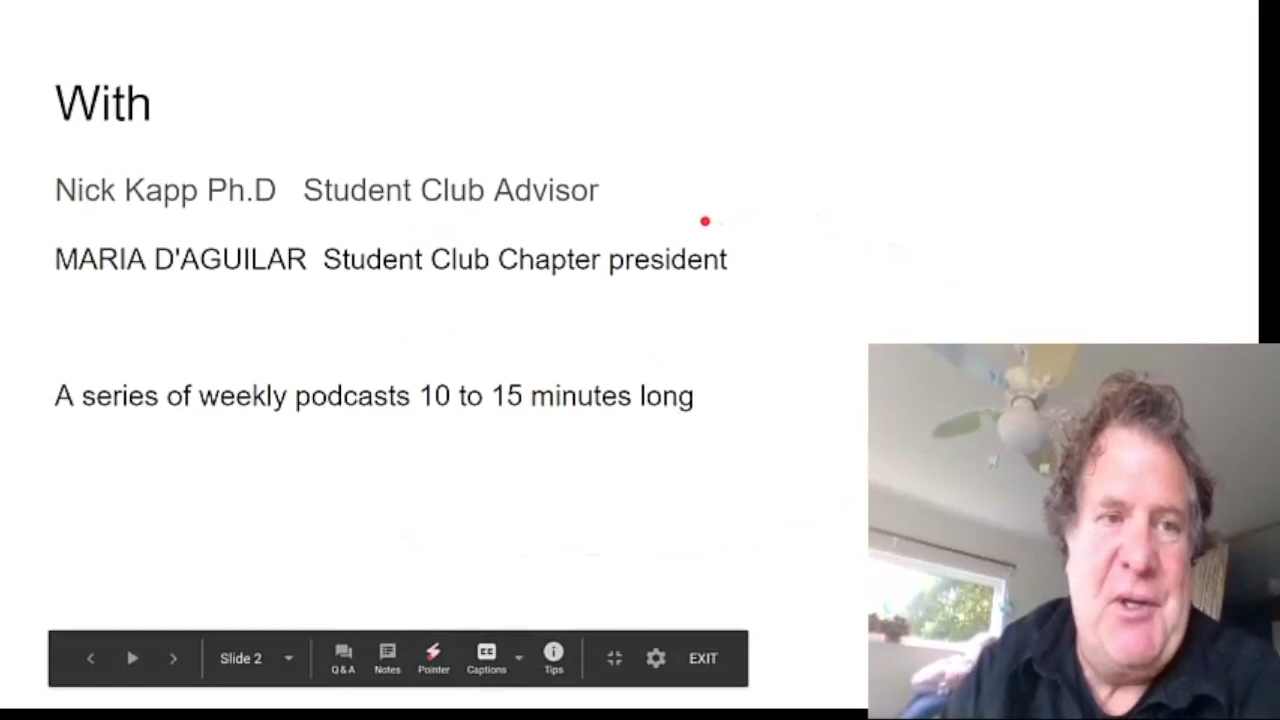 With
Nick Kapp Ph.D Student Club Advisor
MARIA D'AGUILAR Student Club Chapter president
A series of weekly podcasts 10 to 15 minutes long
Slide 2
Q&A
Notes
Pointer
CC
Captions
Tips
EXIT